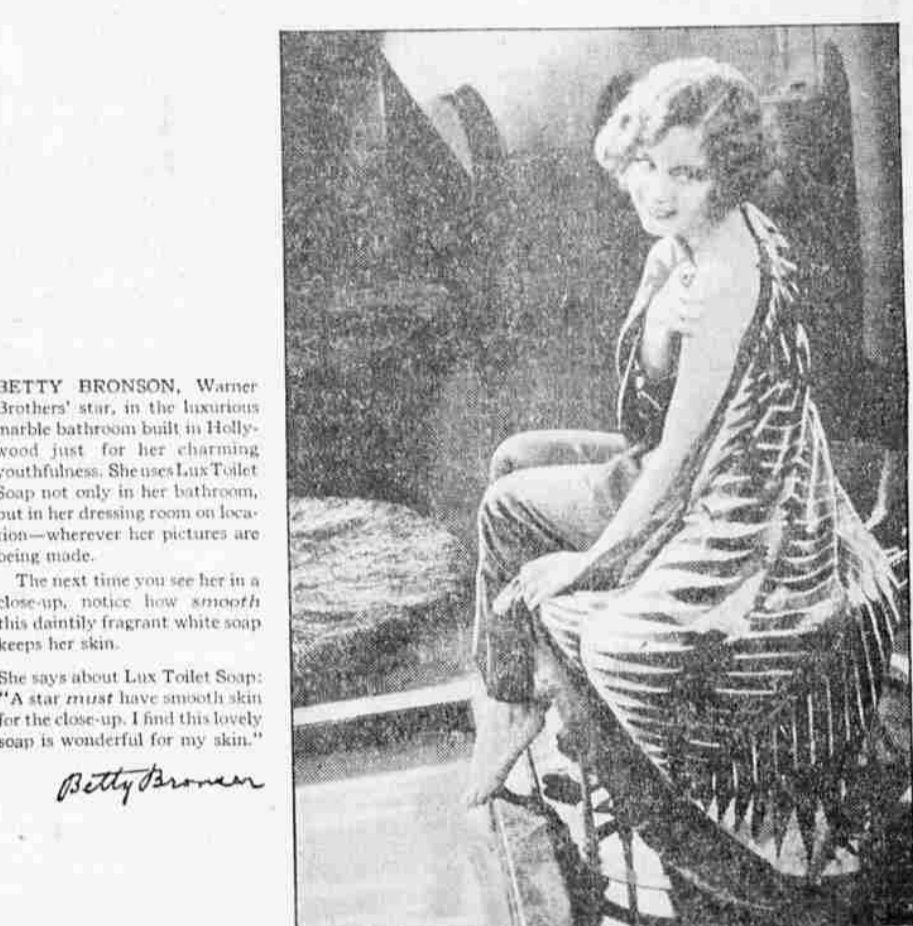 BETTY BRONSON, Warner
Brothers' star, in the luxurious
marble bathroom built in Holly-
wood just for her charming
youthfulness. She uses Lux Toilet
Soap not only in her bathroom,
but in her dressing room on loca-
tion—wherever her pictures are
being made.
The next time you see her in a
close-up, notice how smooth
this daintily fragrant white soap
keeps her skin.
She says about Lux Toilet Soap:
"A star must have smooth skin
for the close-up. I find this lovely
soap is wonderful for my skin."
Betty Bronson